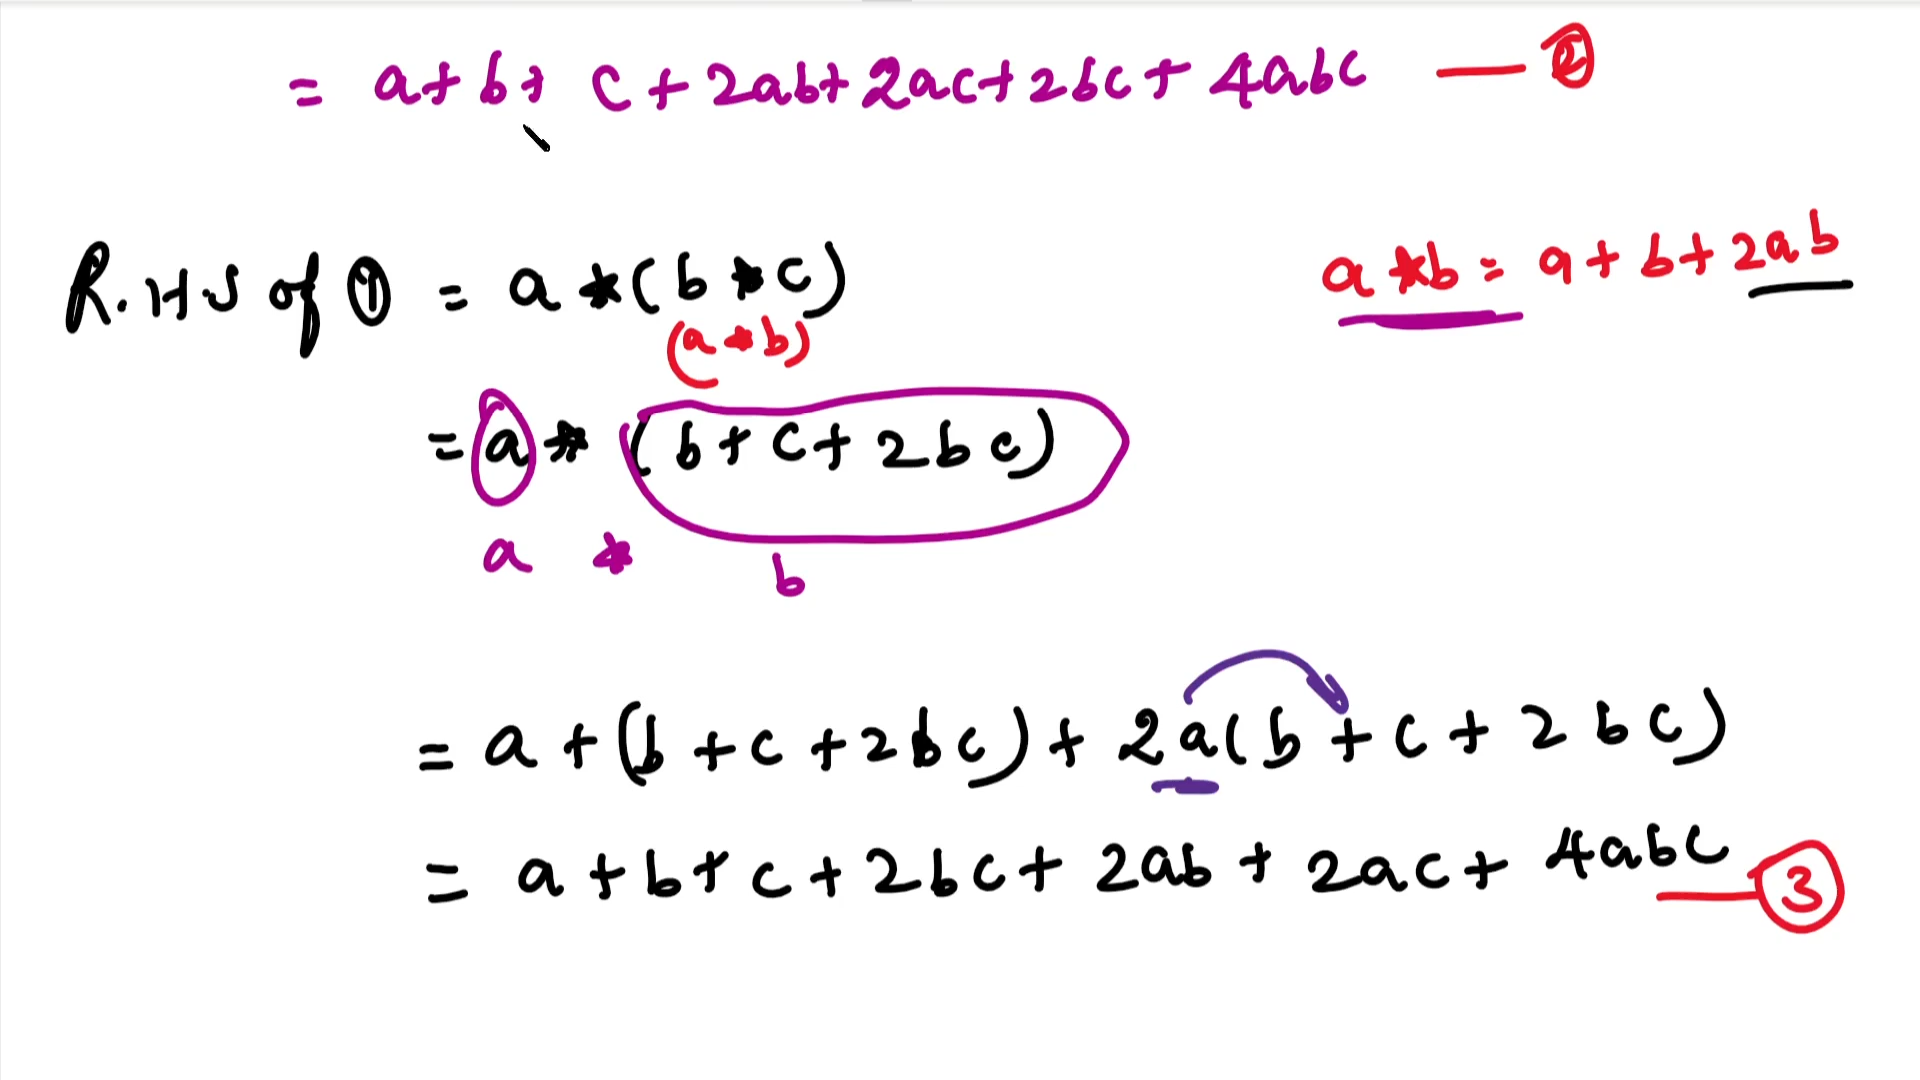 = a + b + c + 2ab + 2ac + 2bc + 4abc — ②
R.H.S of ① = a * (b * c)
a * b = a + b + 2ab
(a * b)
= a * (b + c + 2bc)
a * b
= a + (b + c + 2bc) + 2a(b + c + 2bc)
= a + b + c + 2bc + 2ab + 2ac + 4abc — ③